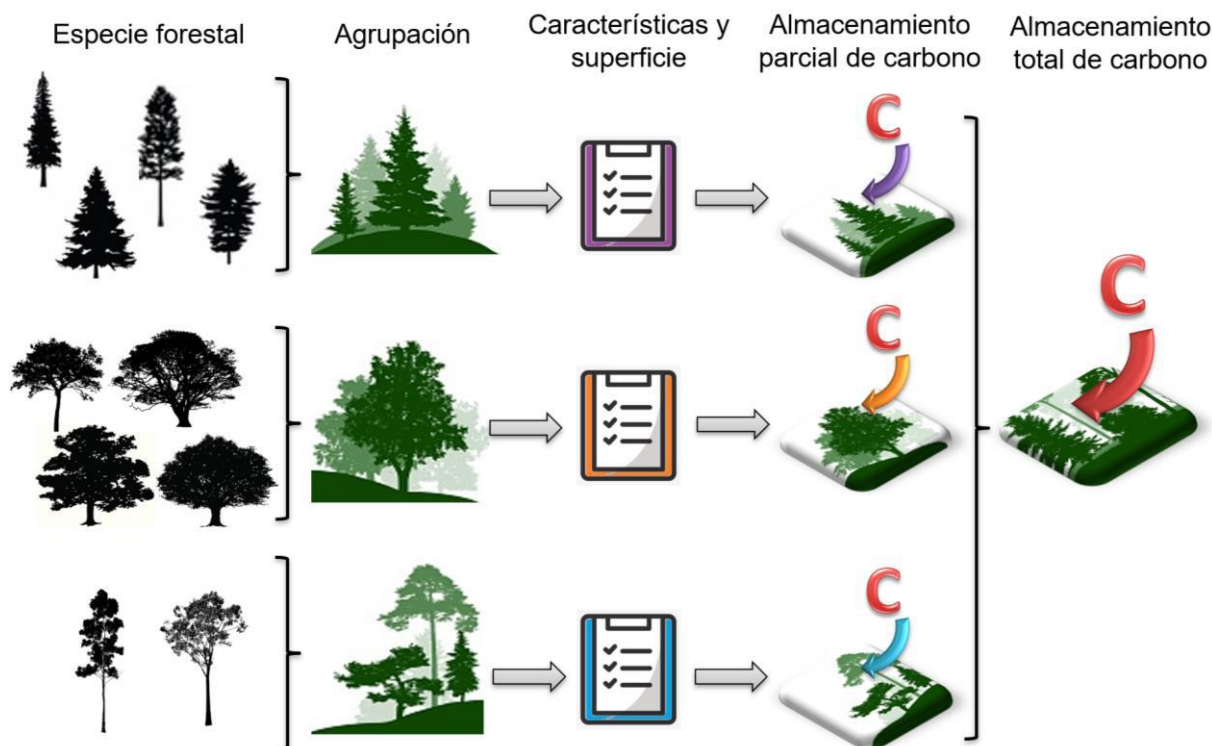 Especie forestal
Agrupación
Características y
superficie
Almacenamiento
parcial de carbono
Almacenamiento
total de carbono
C
C
C
C